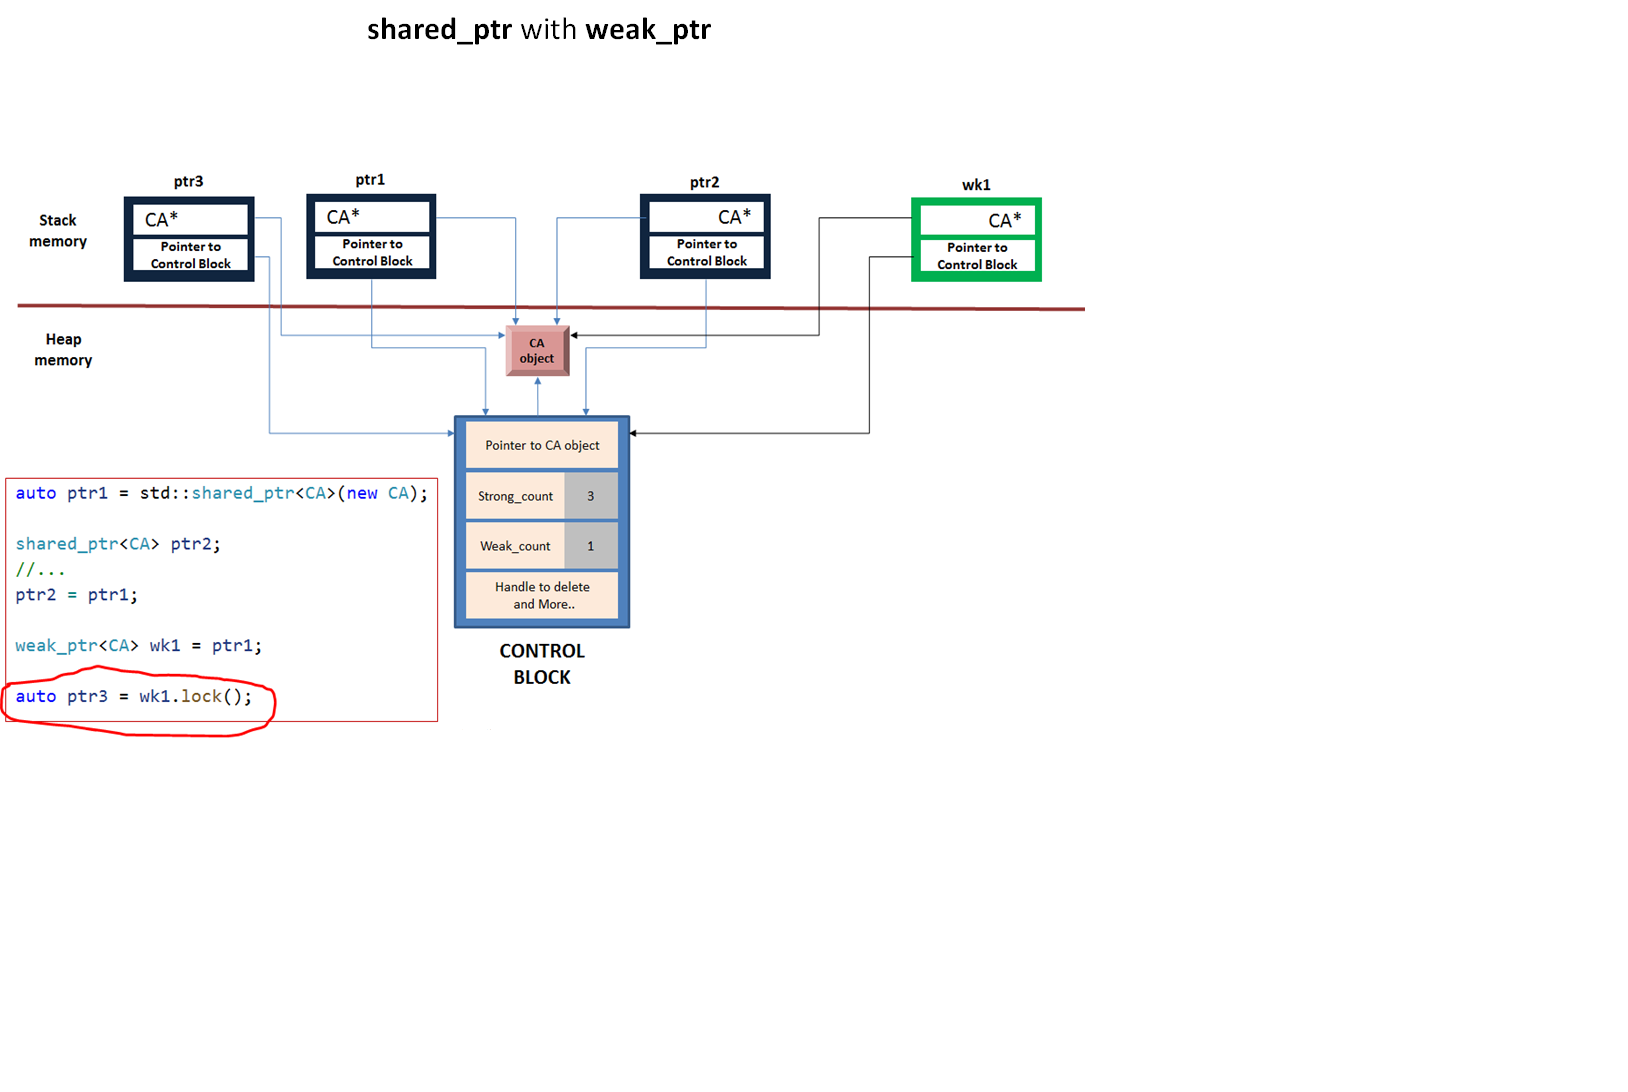 shared_ptr with weak_ptr
ptr3
ptr1
ptr2
wk1
Stack
memory
CA*
Pointer to
Control Block
CA*
Pointer to
Control Block
CA*
Pointer to
Control Block
CA*
Pointer to
Control Block
Heap
memory
CA
object
Pointer to CA object
Strong_count 3
Weak_count 1
Handle to delete
and More..
CONTROL
BLOCK
auto ptr1 = std::shared_ptr<CA>(new CA);
shared_ptr<CA> ptr2;
//...
ptr2 = ptr1;
weak_ptr<CA> wk1 = ptr1;
auto ptr3 = wk1.lock();